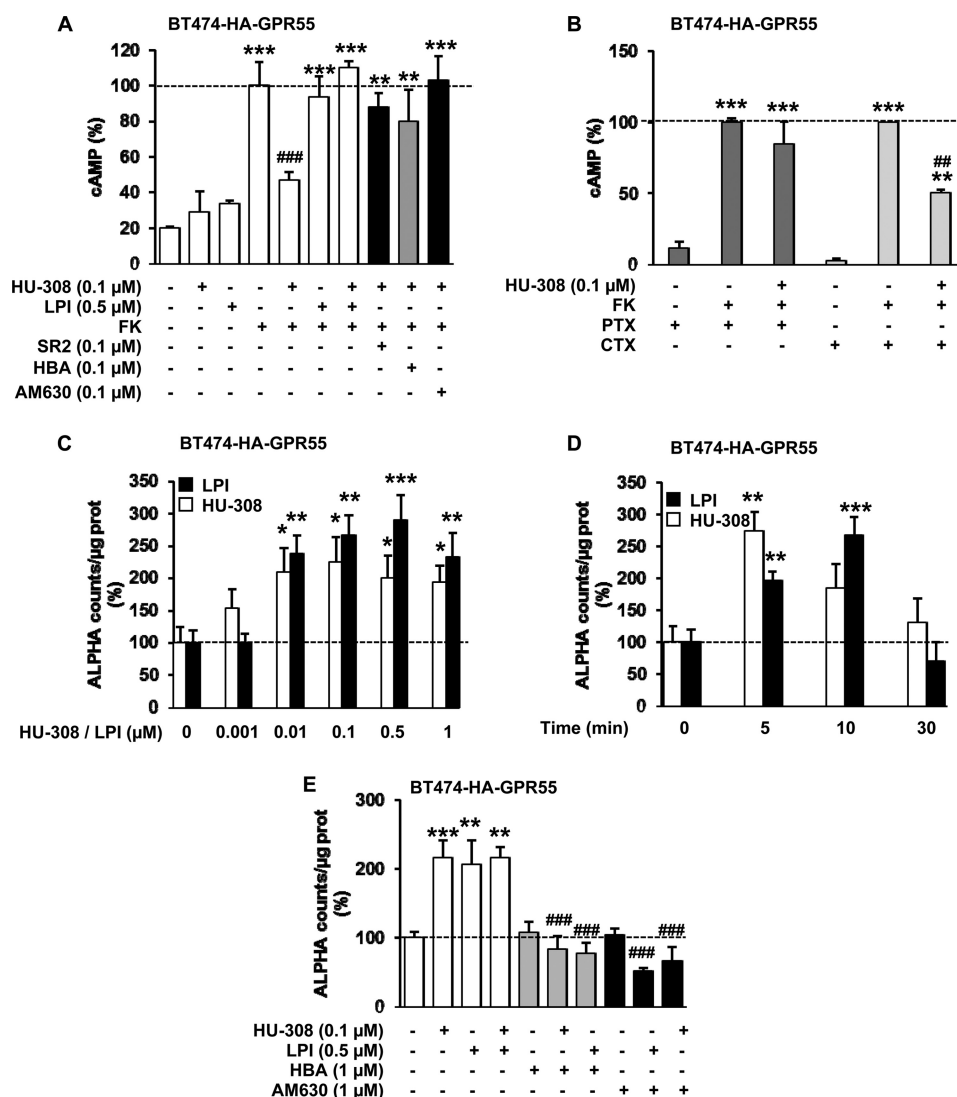 A
BT474-HA-GPR55
120
100
80
60
40
20
0
cAMP (%)
***
###
***
***
**
**
***
HU-308 (0.1 µM) - + - - + - + + + +
LPI (0.5 µM) - - + - - + + - - -
FK - - - + + + + + + +
SR2 (0.1 µM) - - - - - - - + - -
HBA (0.1 µM) - - - - - - - - + -
AM630 (0.1 µM) - - - - - - - - - +
B
BT474-HA-GPR55
150
100
50
0
cAMP (%)
***
***
***
##
**
HU-308 (0.1 µM) - - + - - +
FK - + + - + +
PTX + + + - - -
CTX - - - + + +
C
BT474-HA-GPR55
350
300
250
200
150
100
50
0
ALPHA counts/µg prot
(%)
LPI
HU-308
*
**
*
**
*
***
*
**
HU-308 / LPI (µM) 0 0.001 0.01 0.1 0.5 1
D
BT474-HA-GPR55
350
300
250
200
150
100
50
0
ALPHA counts/µg prot
(%)
LPI
HU-308
**
**
***
Time (min) 0 5 10 30
E
BT474-HA-GPR55
300
200
100
0
ALPHA counts/µg prot
(%)
***
**
**
###
###
###
###
HU-308 (0.1 µM) - + - + - + - - - +
LPI (0.5 µM) - - + + - - + - + -
HBA (1 µM) - - - - + + + - - -
AM630 (1 µM) - - - - - - - + + +